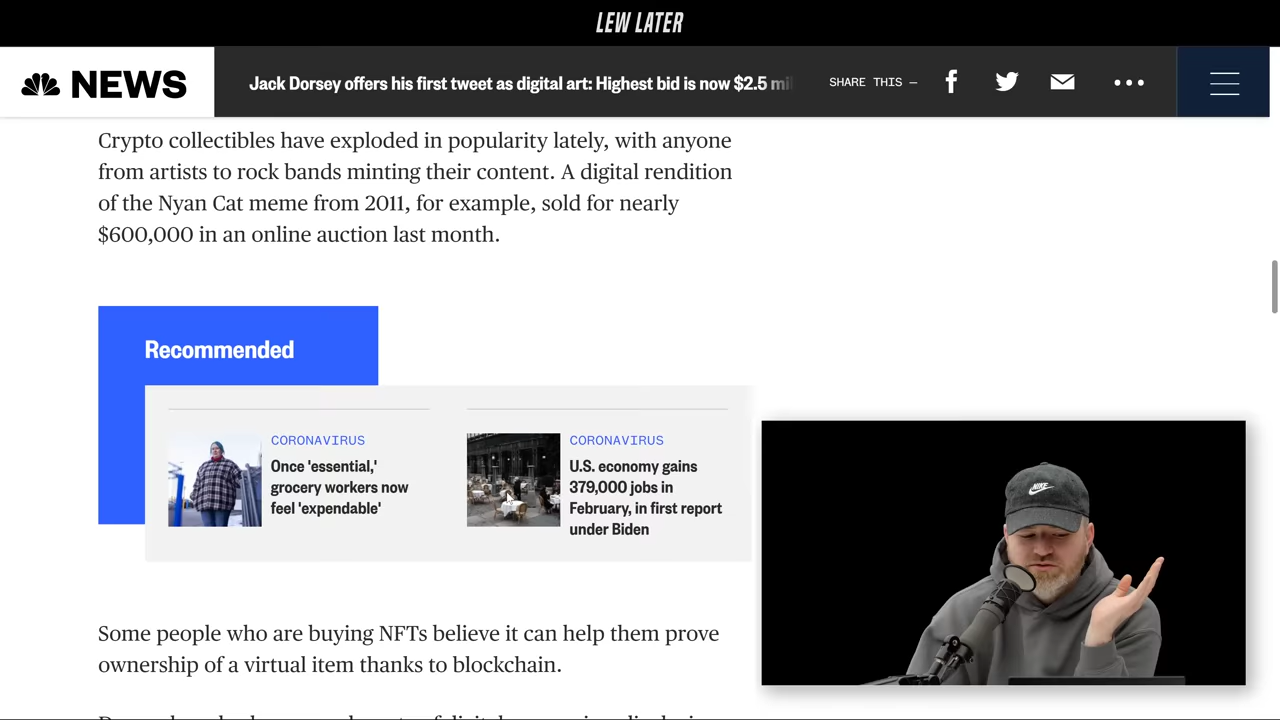 LEW LATER
NEWS
Jack Dorsey offers his first tweet as digital art: Highest bid is now $2.5 mil
SHARE THIS —
Crypto collectibles have exploded in popularity lately, with anyone
from artists to rock bands minting their content. A digital rendition
of the Nyan Cat meme from 2011, for example, sold for nearly
$600,000 in an online auction last month.
Recommended
CORONAVIRUS
Once 'essential,'
grocery workers now
feel 'expendable'
CORONAVIRUS
U.S. economy gains
379,000 jobs in
February, in first report
under Biden
Some people who are buying NFTs believe it can help them prove
ownership of a virtual item thanks to blockchain.